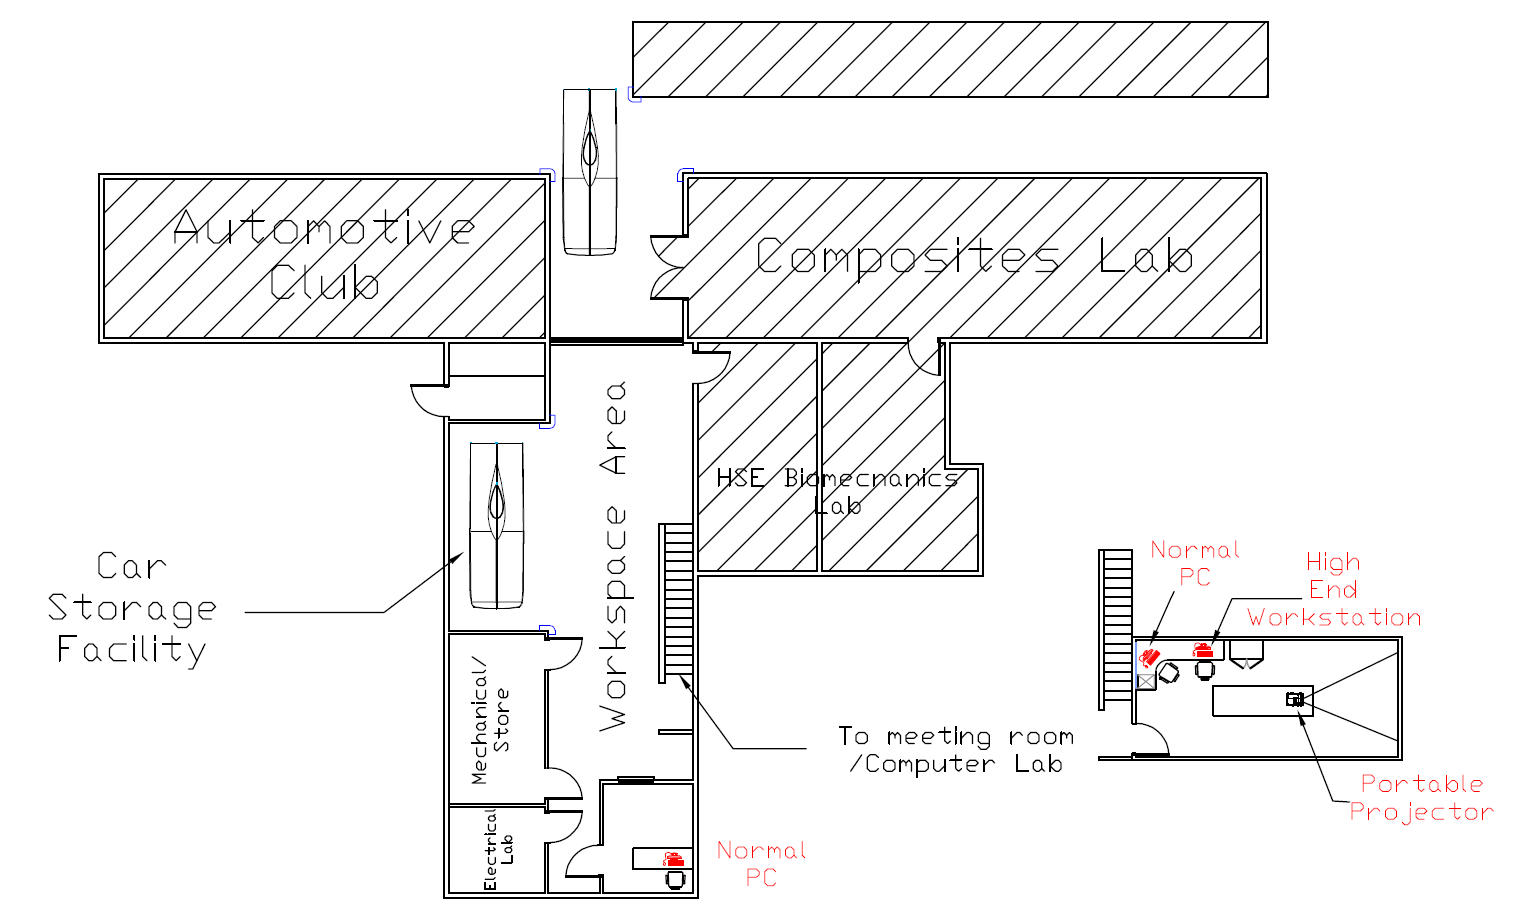 Automotive
Club
Composites Lab
Workspace Area
HSE Biomecnanics
Lab
Car
Storage
Facility
Mechanical/
Store
Electrical
Lab
Normal
PC
To meeting room
/Computer Lab
Normal
PC
High
End
Workstation
Portable
Projector